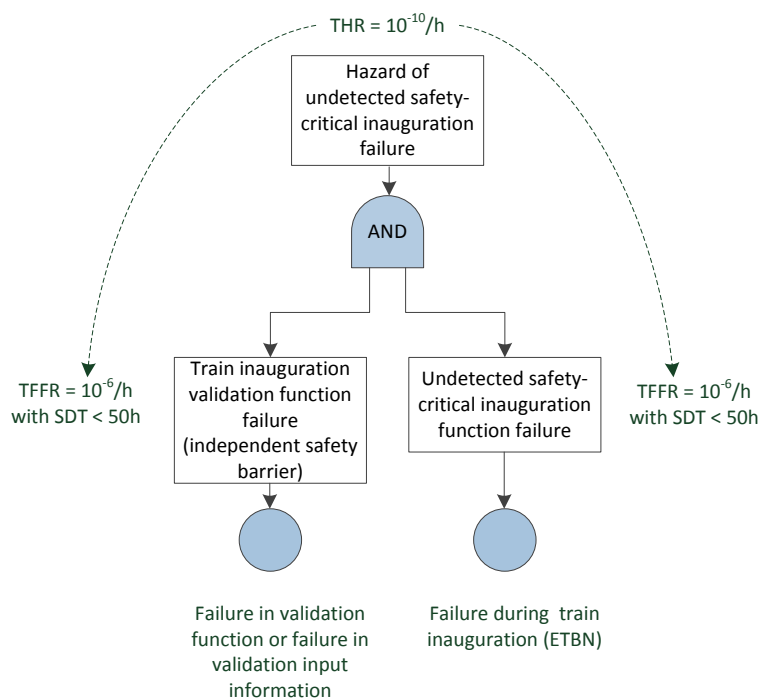 THR = 10⁻¹⁰/h
Hazard of
undetected safety-
critical inauguration
failure
AND
TFFR = 10⁻⁶/h
with SDT < 50h
Train inauguration
validation function
failure
(independent safety
barrier)
Undetected safety-
critical inauguration
function failure
TFFR = 10⁻⁶/h
with SDT < 50h
Failure in validation
function or failure in
validation input
information
Failure during train
inauguration (ETBN)